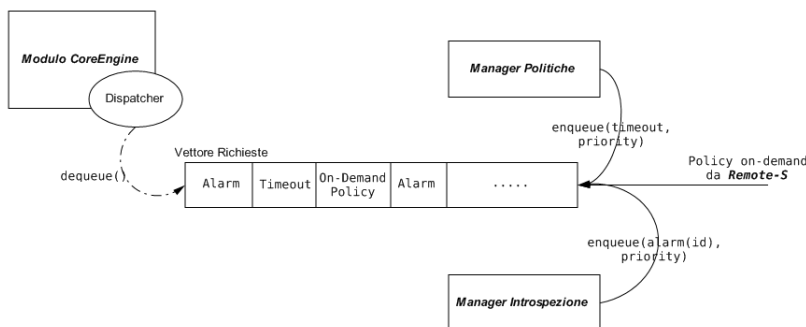 Modulo CoreEngine
Dispatcher
Manager Politiche
enqueue(timeout,
priority)
Vettore Richieste
dequeue()
Alarm
Timeout
On-Demand
Policy
Alarm
.....
Policy on-demand
da Remote-S
enqueue(alarm(id),
priority)
Manager Introspezione